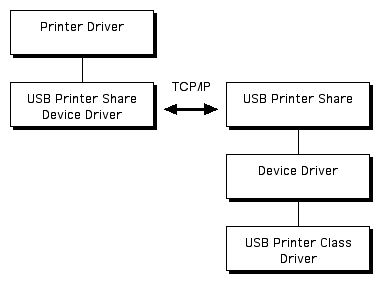 Printer Driver
USB Printer Share
Device Driver
TCP/IP
USB Printer Share
Device Driver
USB Printer Class
Driver